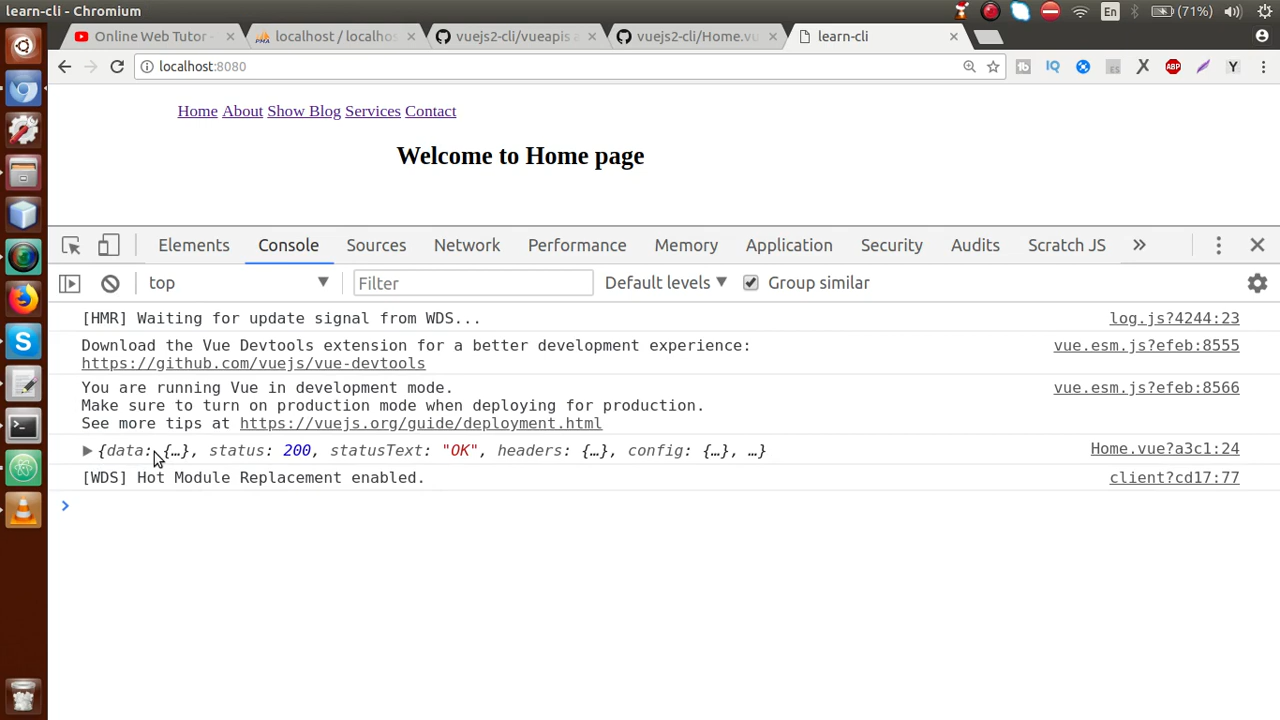 learn-cli - Chromium
En (71%)
Online Web Tutor - localhost / localhos vuejs2-cli/vueapis a vuejs2-cli/Home.vu learn-cli
localhost:8080
IQ ES X ABP Y
Home About Show Blog Services Contact
Welcome to Home page
Elements Console Sources Network Performance Memory Application Security Audits Scratch JS »
top Filter Default levels Group similar
[HMR] Waiting for update signal from WDS... log.js?4244:23
Download the Vue Devtools extension for a better development experience: vue.esm.js?efeb:8555
https://github.com/vuejs/vue-devtools
You are running Vue in development mode. vue.esm.js?efeb:8566
Make sure to turn on production mode when deploying for production.
See more tips at https://vuejs.org/guide/deployment.html
{data: {…}, status: 200, statusText: "OK", headers: {…}, config: {…}, …} Home.vue?a3c1:24
[WDS] Hot Module Replacement enabled. client?cd17:77